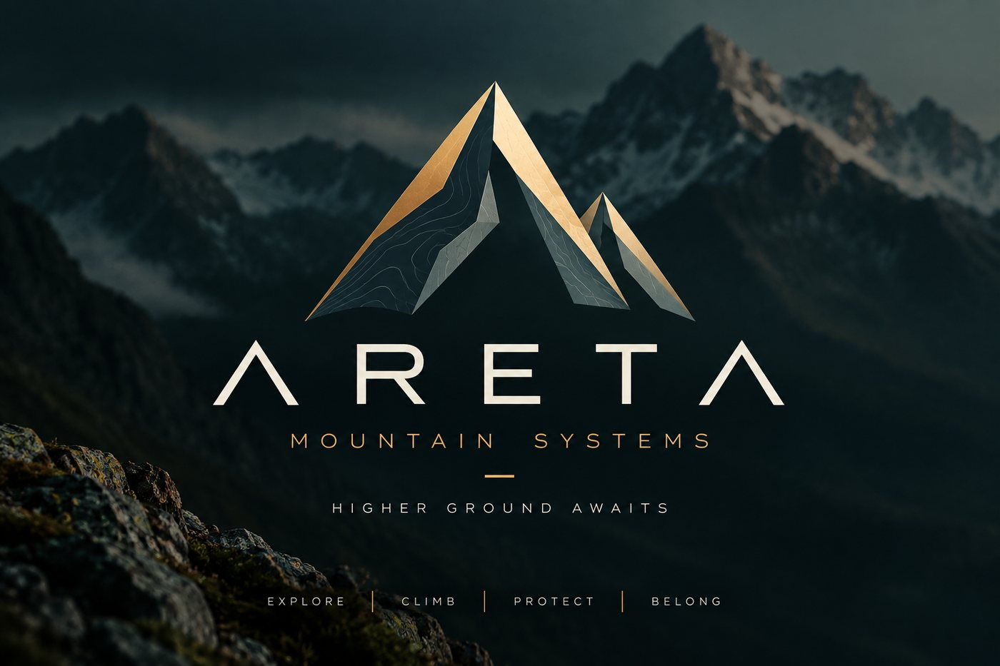 ARETA
MOUNTAIN SYSTEMS
HIGHER GROUND AWAITS
EXPLORE | CLIMB | PROTECT | BELONG